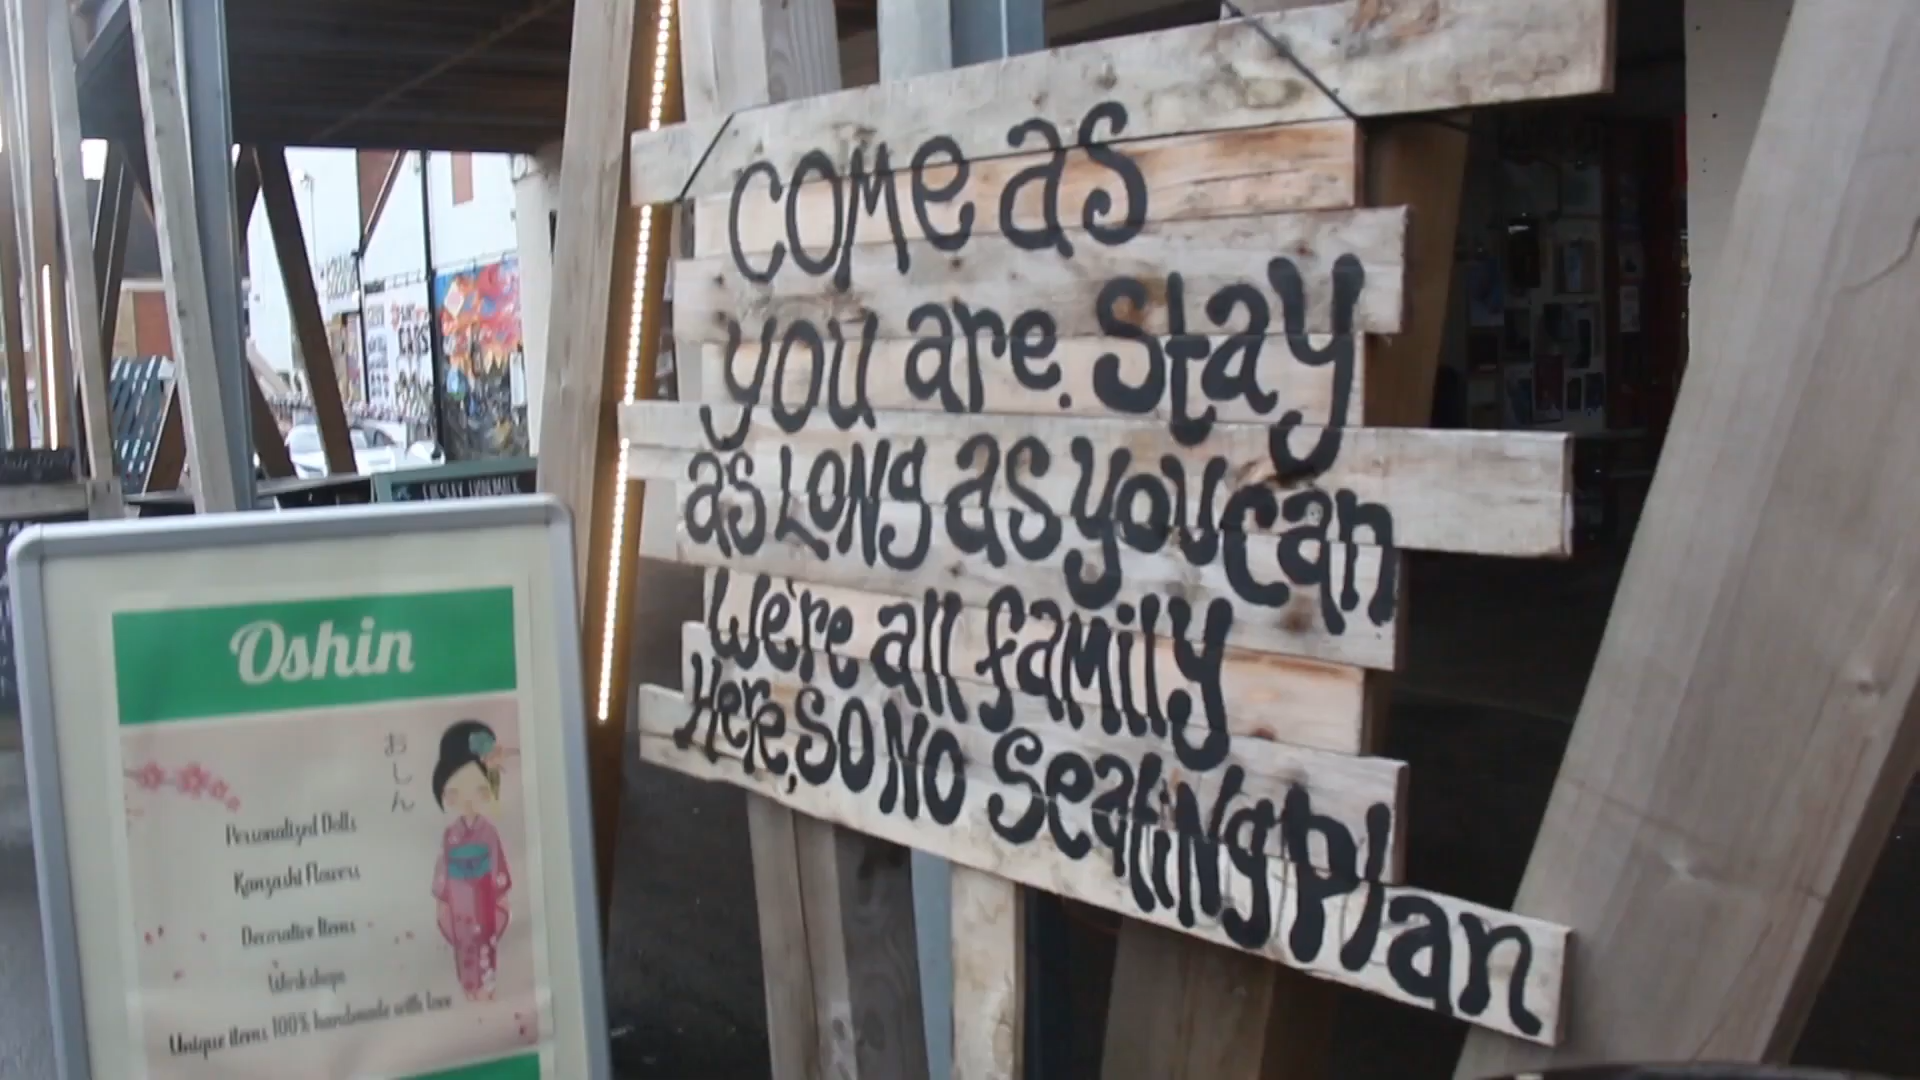 come as
you are. Stay
as LONg as you can
We're all family
Here, SO NO SeatiNg Plan
Oshin
おしん
Personalized Dolls
Kanzashi Flowers
Decorative Items
Workshops
Unique items 100% handmade with love